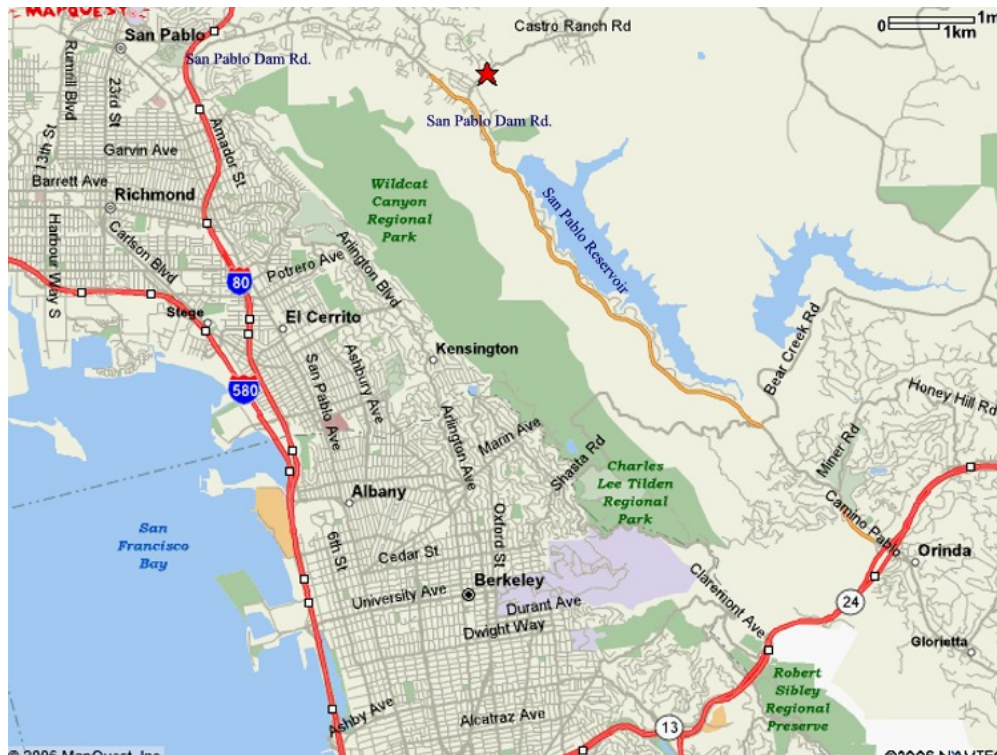 MAPQUEST
Castro Ranch Rd
0 1m
1km
San Pablo
San Pablo Dam Rd.
Rumrill Blvd
23rd St
13th St
San Pablo Dam Rd.
Amador St
Garvin Ave
Barrett Ave
Richmond
Wildcat
Canyon
Regional
Park
San Pablo Reservoir
Harbour Way S
Carlson Blvd
Arlington Blvd
Potrero Ave
80
Stege
El Cerrito
Bear Creek Rd
Kensington
580
San Pablo Ave
Ashbury Ave
Honey Hill Rd
Arlington Ave
Marin Ave
Miner Rd
Shasta Rd
Charles
Lee Tilden
Regional
Park
Albany
Camino Pablo
San
Francisco
Bay
6th St
Oxford St
Cedar St
Orinda
Berkeley
University Ave
Durant Ave
Claremont Ave
24
Dwight Way
Glorietta
Robert
Sibley
Regional
Preserve
Ashby Ave
Alcatraz Ave
13
© 2006 MapQuest, Inc.
©2006 NAVTEQ